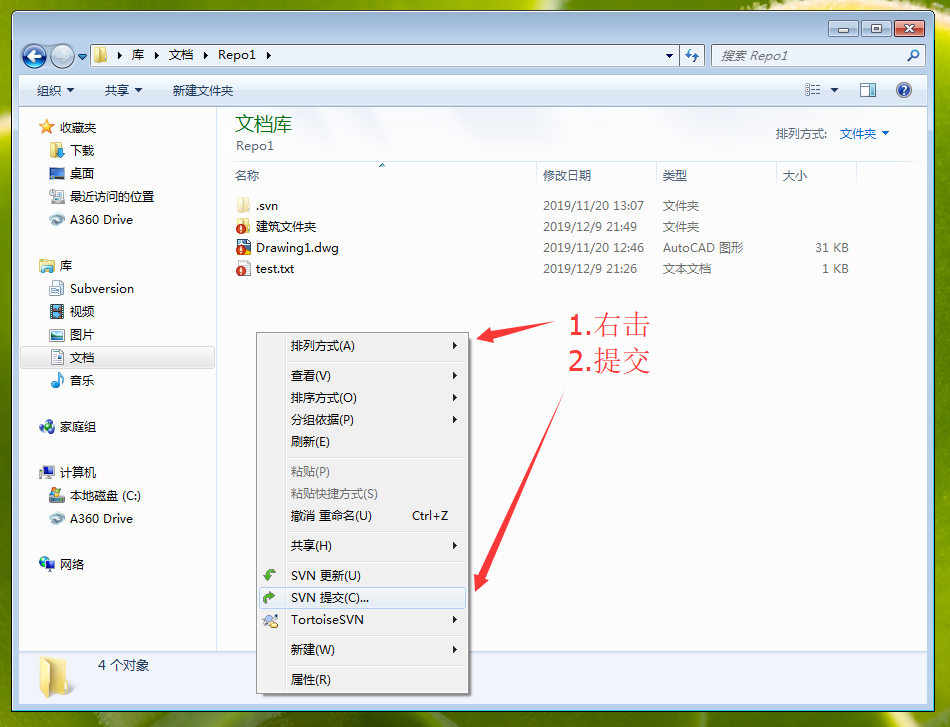 库 文档 Repo1
搜索 Repo1
组织 共享 新建文件夹
收藏夹
下载
桌面
最近访问的位置
A360 Drive
库
Subversion
视频
图片
文档
音乐
家庭组
计算机
本地磁盘 (C:)
A360 Drive
网络
文档库
Repo1
排列方式: 文件夹
名称 修改日期 类型 大小
.svn 2019/11/20 13:07 文件夹
建筑文件夹 2019/12/9 21:49 文件夹
Drawing1.dwg 2019/11/20 12:46 AutoCAD 图形 31 KB
test.txt 2019/12/9 21:26 文本文档 1 KB
1.右击
2.提交
排列方式(A)
查看(V)
排序方式(O)
分组依据(P)
刷新(E)
粘贴(P)
粘贴快捷方式(S)
撤消 重命名(U) Ctrl+Z
共享(H)
SVN 更新(U)
SVN 提交(C)...
TortoiseSVN
新建(W)
属性(R)
4 个对象